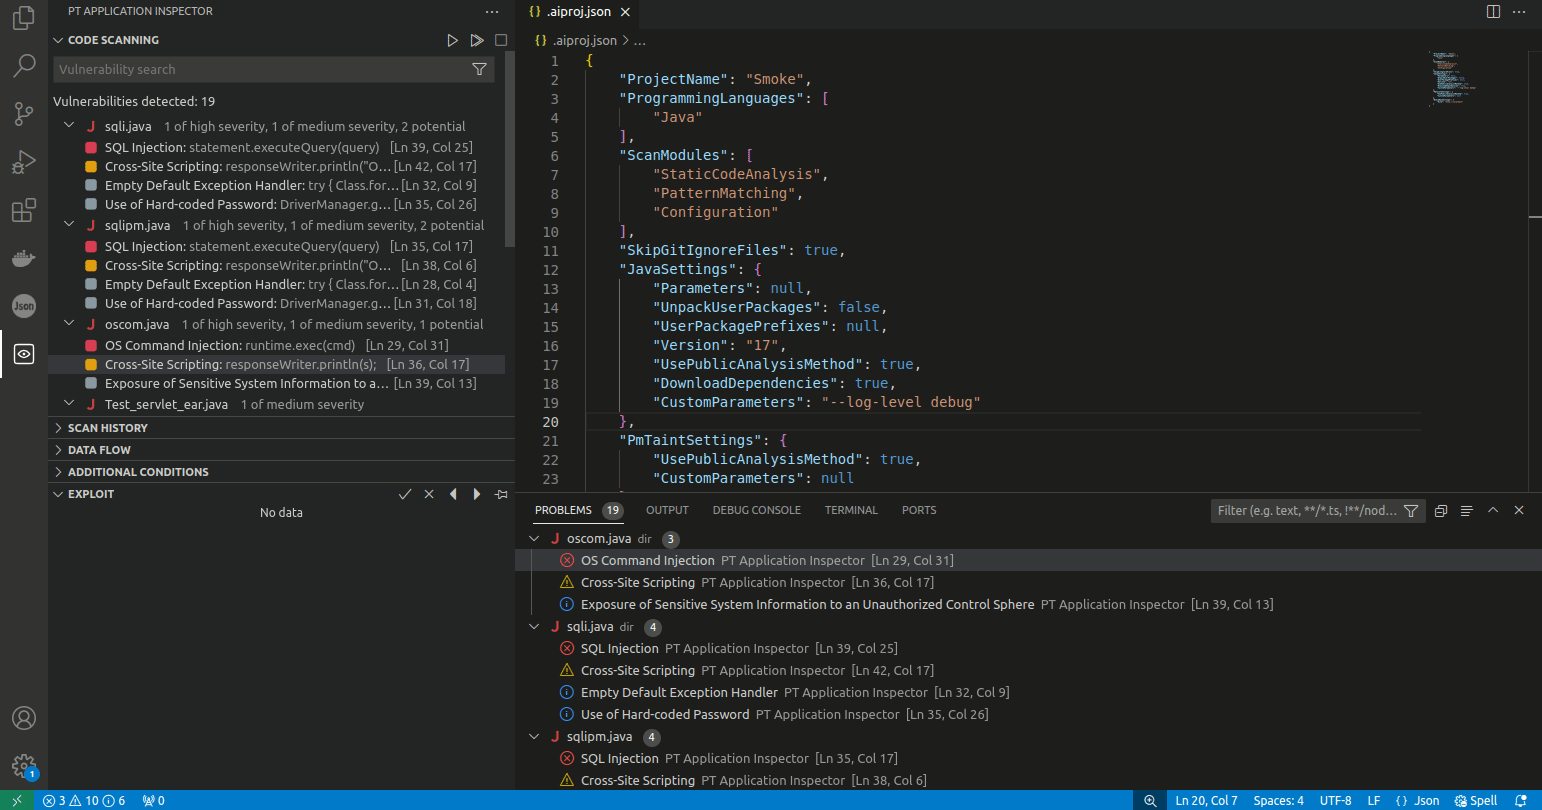 PT APPLICATION INSPECTOR
CODE SCANNING
Vulnerability search
Vulnerabilities detected: 19
J sqli.java 1 of high severity, 1 of medium severity, 2 potential
SQL Injection: statement.executeQuery(query) [Ln 39, Col 25]
Cross-Site Scripting: responseWriter.println("O... [Ln 42, Col 17]
Empty Default Exception Handler: try { Class.for... [Ln 32, Col 9]
Use of Hard-coded Password: DriverManager.g... [Ln 35, Col 26]
J sqlipm.java 1 of high severity, 1 of medium severity, 2 potential
SQL Injection: statement.executeQuery(query) [Ln 35, Col 17]
Cross-Site Scripting: responseWriter.println("O... [Ln 38, Col 6]
Empty Default Exception Handler: try { Class.for... [Ln 28, Col 4]
Use of Hard-coded Password: DriverManager.g... [Ln 31, Col 18]
J oscom.java 1 of high severity, 1 of medium severity, 1 potential
OS Command Injection: runtime.exec(cmd) [Ln 29, Col 31]
Cross-Site Scripting: responseWriter.println(s); [Ln 36, Col 17]
Exposure of Sensitive System Information to a... [Ln 39, Col 13]
J Test_servlet_ear.java 1 of medium severity
SCAN HISTORY
DATA FLOW
ADDITIONAL CONDITIONS
EXPLOIT
No data
Json
1
{} .aiproj.json
{} .aiproj.json > ...
1 {
2 "ProjectName": "Smoke",
3 "ProgrammingLanguages": [
4 "Java"
5 ],
6 "ScanModules": [
7 "StaticCodeAnalysis",
8 "PatternMatching",
9 "Configuration"
10 ],
11 "SkipGitIgnoreFiles": true,
12 "JavaSettings": {
13 "Parameters": null,
14 "UnpackUserPackages": false,
15 "UserPackagePrefixes": null,
16 "Version": "17",
17 "UsePublicAnalysisMethod": true,
18 "DownloadDependencies": true,
19 "CustomParameters": "--log-level debug"
20 },
21 "PmTaintSettings": {
22 "UsePublicAnalysisMethod": true,
23 "CustomParameters": null
PROBLEMS 19 OUTPUT DEBUG CONSOLE TERMINAL PORTS Filter (e.g. text, **/*.ts, !**/nod...
J oscom.java dir 3
OS Command Injection PT Application Inspector [Ln 29, Col 31]
Cross-Site Scripting PT Application Inspector [Ln 36, Col 17]
Exposure of Sensitive System Information to an Unauthorized Control Sphere PT Application Inspector [Ln 39, Col 13]
J sqli.java dir 4
SQL Injection PT Application Inspector [Ln 39, Col 25]
Cross-Site Scripting PT Application Inspector [Ln 42, Col 17]
Empty Default Exception Handler PT Application Inspector [Ln 32, Col 9]
Use of Hard-coded Password PT Application Inspector [Ln 35, Col 26]
J sqlipm.java 4
SQL Injection PT Application Inspector [Ln 35, Col 17]
Cross-Site Scripting PT Application Inspector [Ln 38, Col 6]
3 10 6 0 Ln 20, Col 7 Spaces: 4 UTF-8 LF {} Json Spell